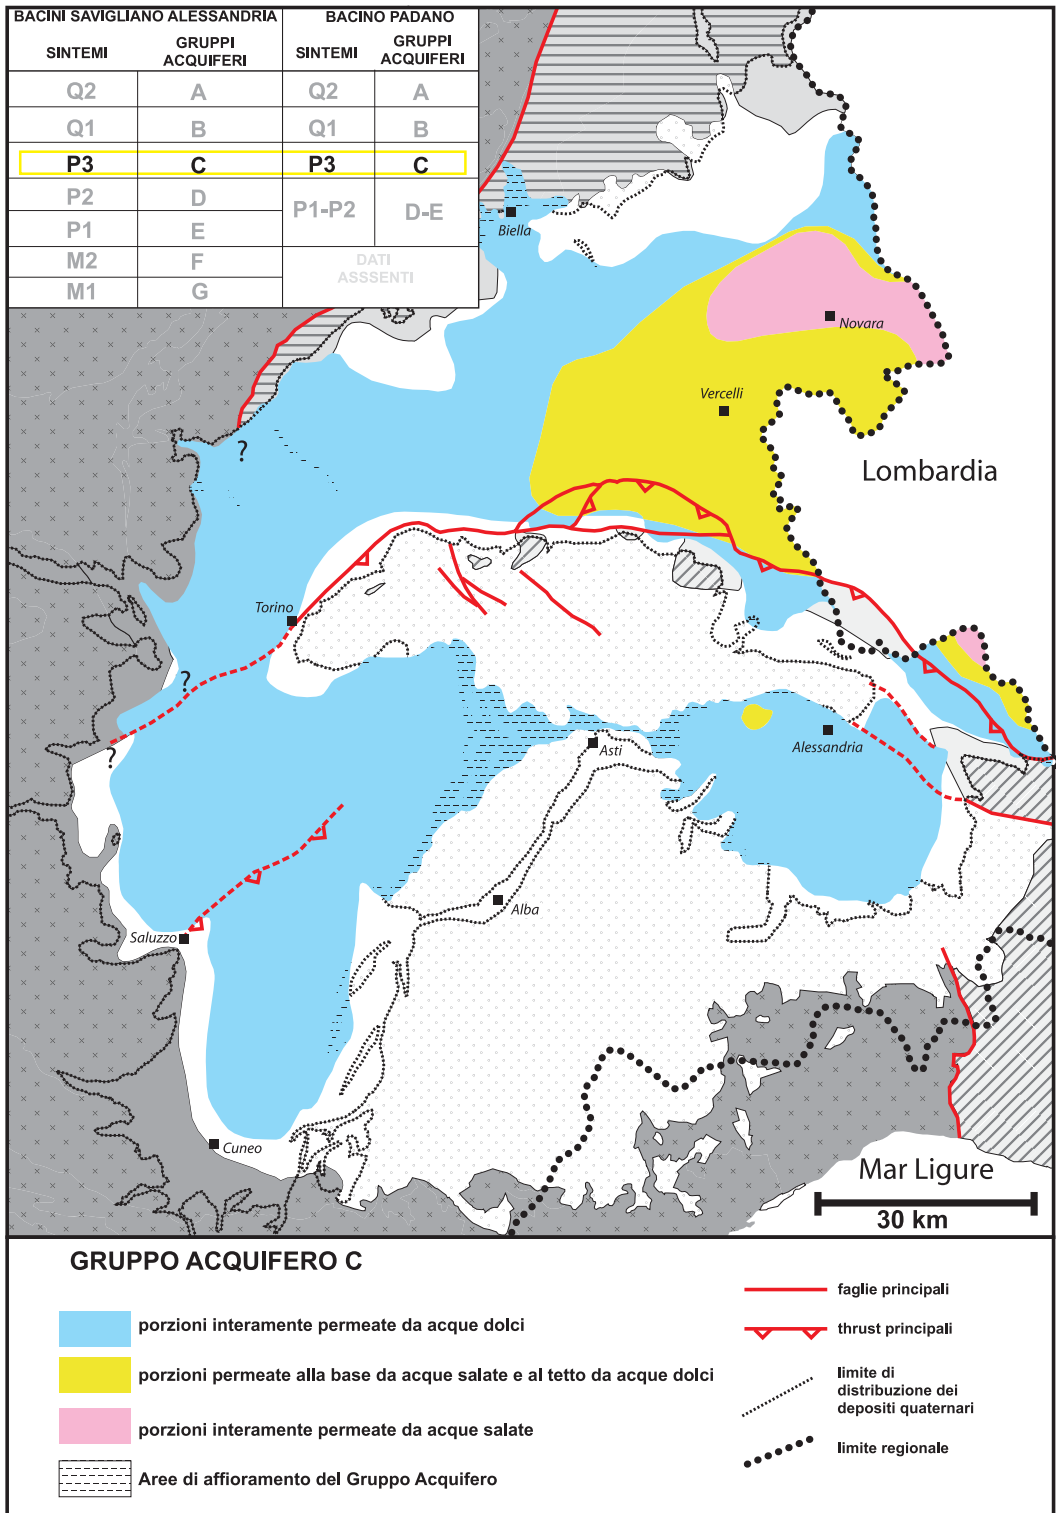 BACINI SAVIGLIANO ALESSANDRIA
BACINO PADANO
SINTEMI
GRUPPI
ACQUIFERI
SINTEMI
GRUPPI
ACQUIFERI
Q2 A Q2 A
Q1 B Q1 B
P3 C P3 C
P2 D
P1-P2 D-E
P1 E
M2 F
DATI
ASSSENTI
M1 G
Biella
Novara
Vercelli
?
Lombardia
Torino
?
?
Asti
Alessandria
Alba
Saluzzo
Cuneo
Mar Ligure
30 km
GRUPPO ACQUIFERO C
porzioni interamente permeate da acque dolci
porzioni permeate alla base da acque salate e al tetto da acque dolci
porzioni interamente permeate da acque salate
Aree di affioramento del Gruppo Acquifero
faglie principali
thrust principali
limite di
distribuzione dei
depositi quaternari
limite regionale